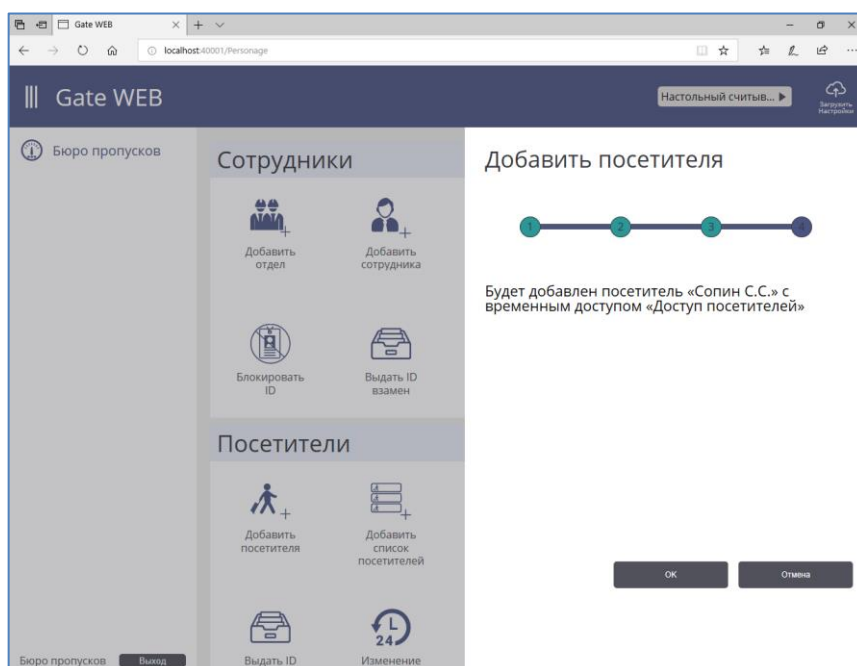 Gate WEB
localhost:40001/Personage
Gate WEB
Настольный считыв...
Загрузить
Настройки
Бюро пропусков
Сотрудники
Добавить
отдел
Добавить
сотрудника
Блокировать
ID
Выдать ID
взамен
Посетители
Добавить
посетителя
Добавить
список
посетителей
Выдать ID
24
Изменение
Бюро пропусков
Выход
Добавить посетителя
1 2 3 4
Будет добавлен посетитель «Сопин С.С.» с
временным доступом «Доступ посетителей»
OK
Отмена